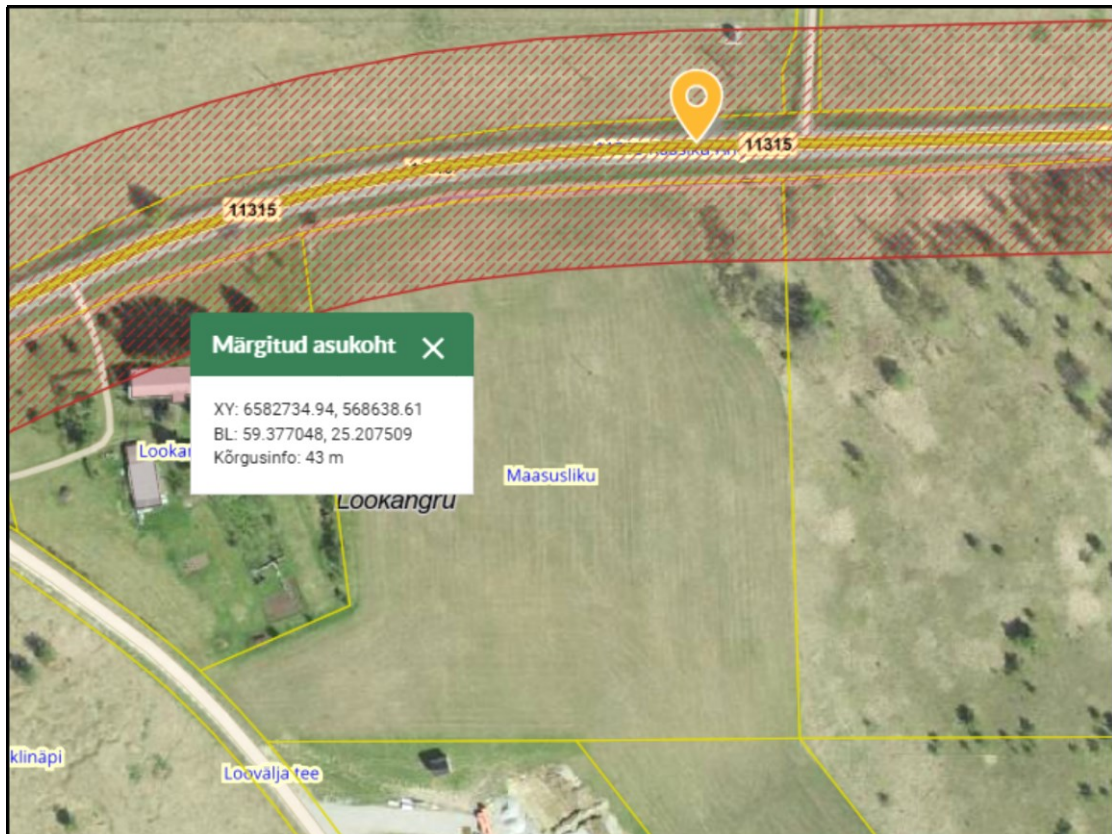 11315
11315
Märgitud asukoht
XY: 6582734.94, 568638.61
BL: 59.377048, 25.207509
Kõrgusinfo: 43 m
Maasusliku
Lookangru
klinäpi
Loovälja tee